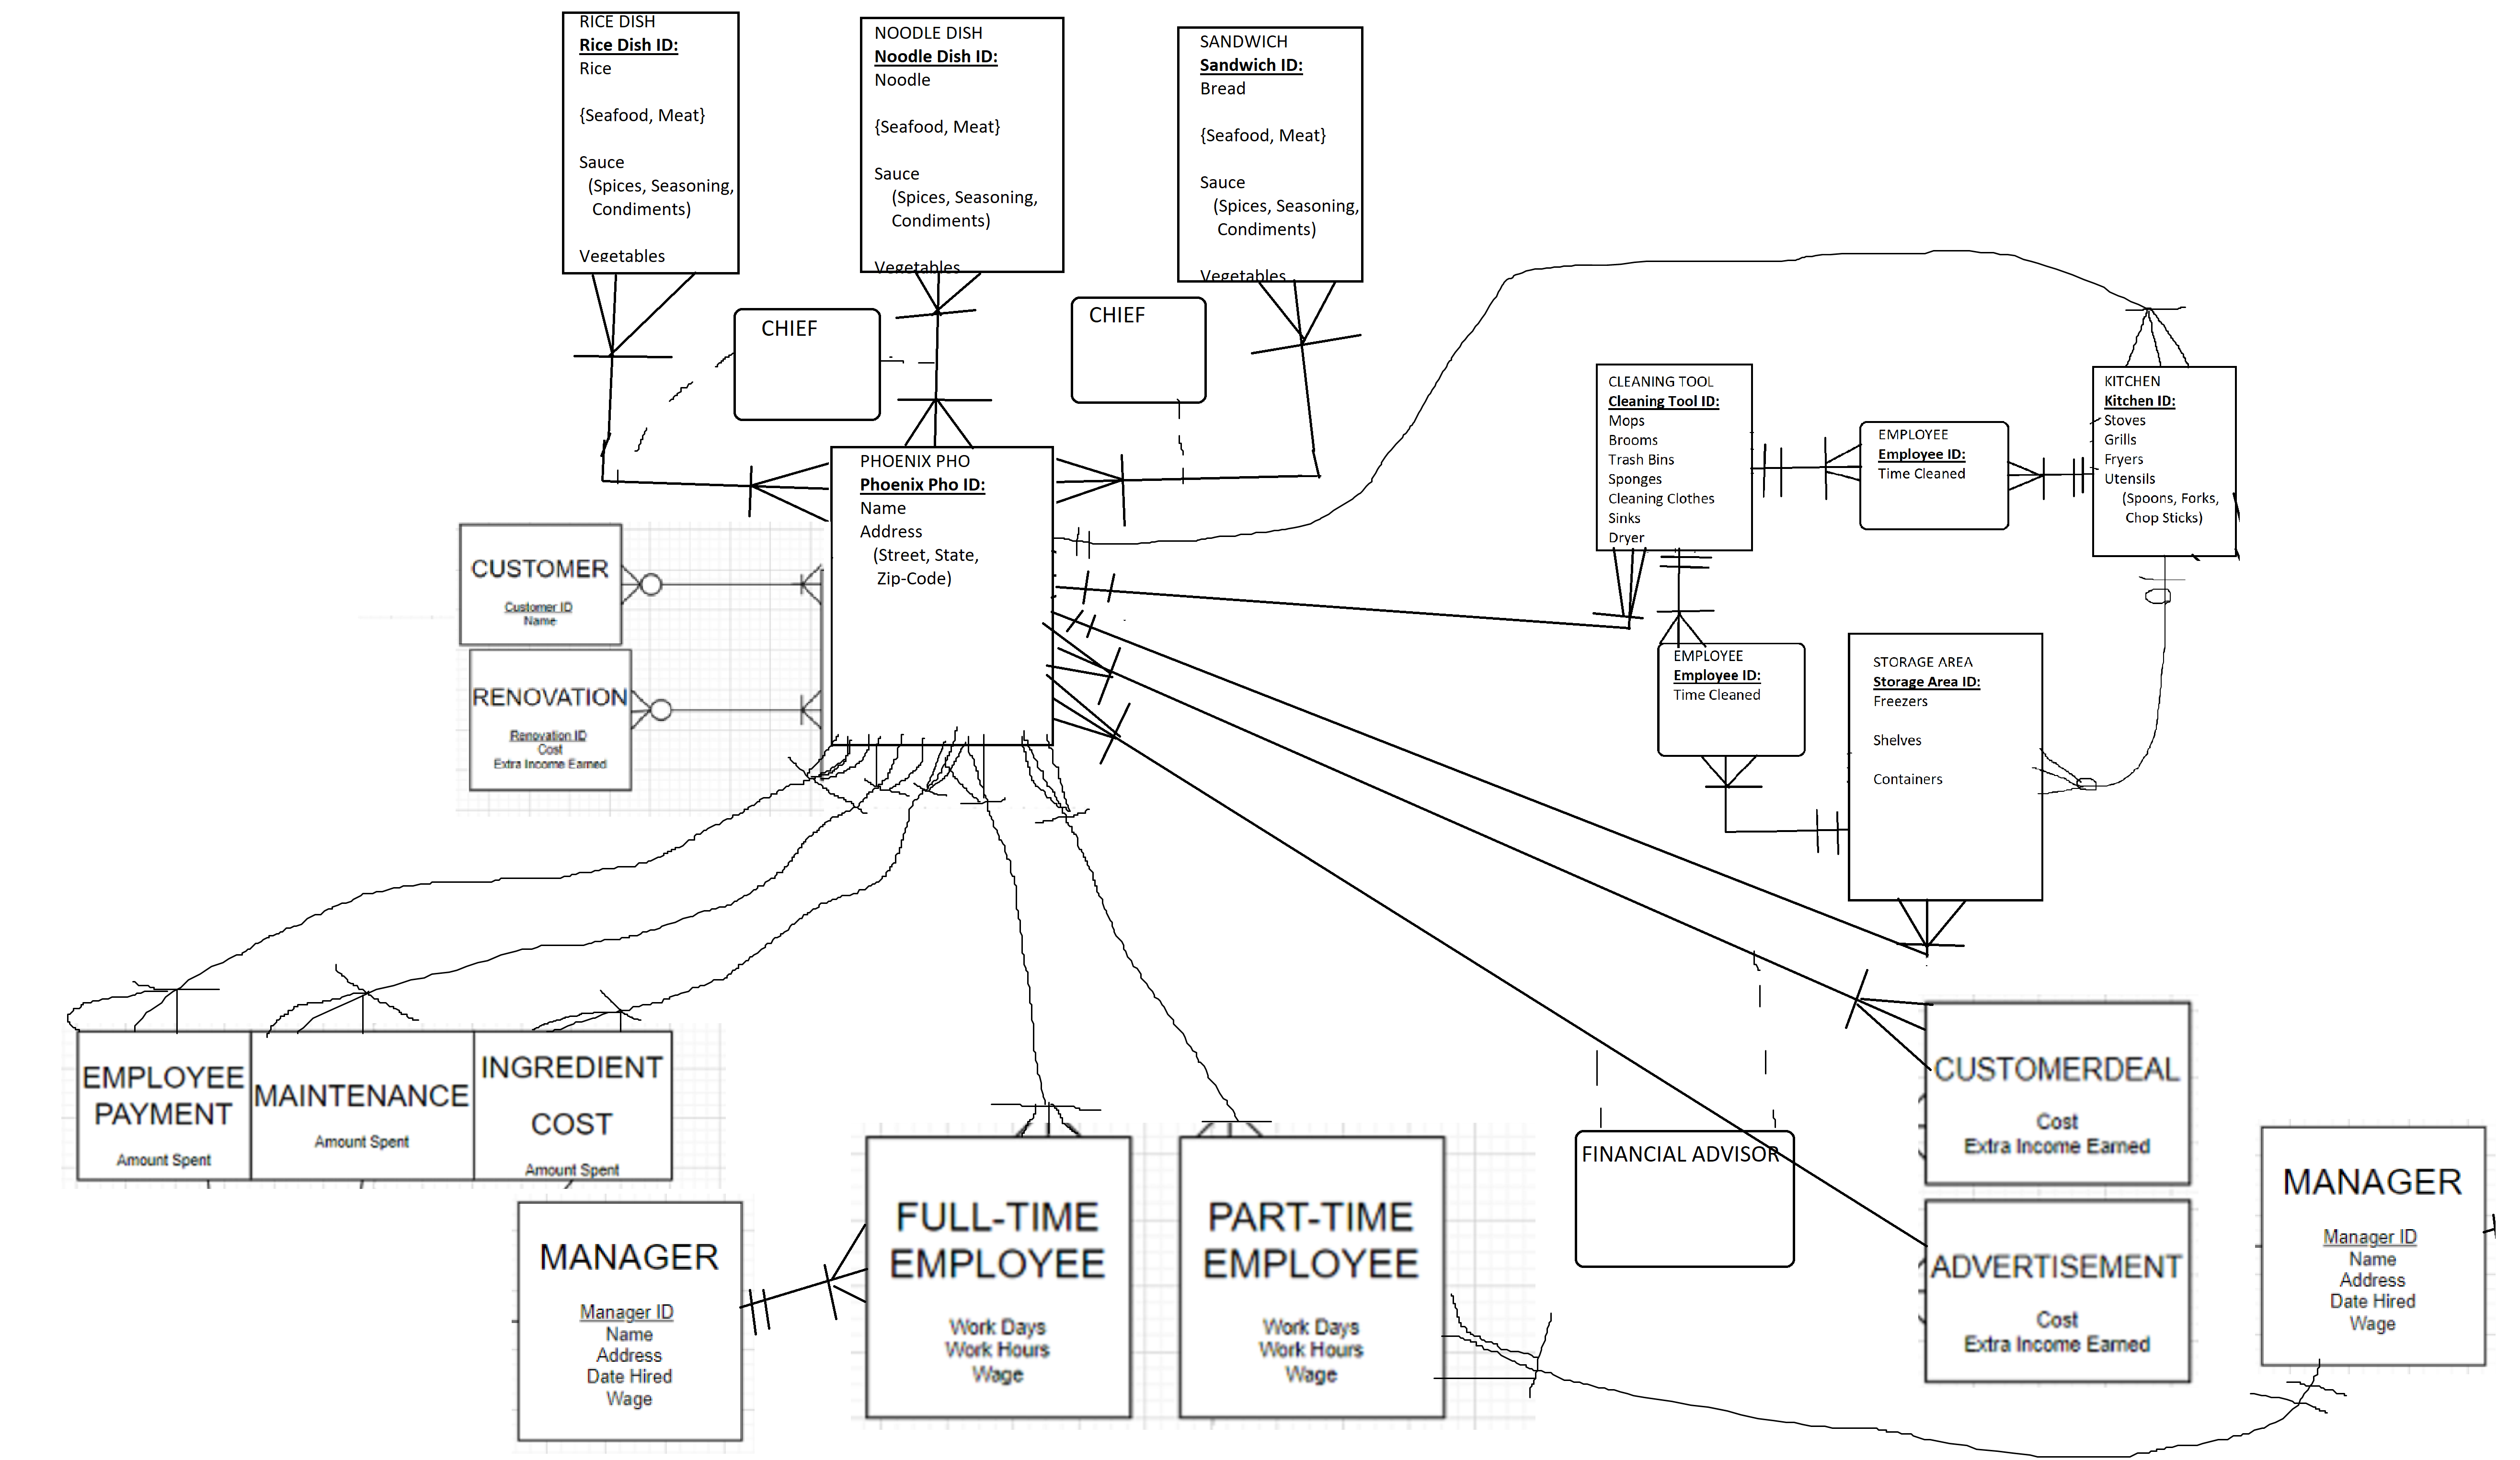 RICE DISH
Rice Dish ID:
Rice
{Seafood, Meat}
Sauce
(Spices, Seasoning,
Condiments)
Vegetables
NOODLE DISH
Noodle Dish ID:
Noodle
{Seafood, Meat}
Sauce
(Spices, Seasoning,
Condiments)
Vegetables
SANDWICH
Sandwich ID:
Bread
{Seafood, Meat}
Sauce
(Spices, Seasoning,
Condiments)
Vegetables
CHIEF
CHIEF
PHOENIX PHO
Phoenix Pho ID:
Name
Address
(Street, State,
Zip-Code)
CLEANING TOOL
Cleaning Tool ID:
Mops
Brooms
Trash Bins
Sponges
Cleaning Clothes
Sinks
Dryer
EMPLOYEE
Employee ID:
Time Cleaned
KITCHEN
Kitchen ID:
Stoves
Grills
Fryers
Utensils
(Spoons, Forks,
Chop Sticks)
CUSTOMER
Customer ID
Name
RENOVATION
Renovation ID
Cost
Extra Income Earned
EMPLOYEE
Employee ID:
Time Cleaned
STORAGE AREA
Storage Area ID:
Freezers
Shelves
Containers
EMPLOYEE
PAYMENT
Amount Spent
MAINTENANCE
Amount Spent
INGREDIENT
COST
Amount Spent
MANAGER
Manager ID
Name
Address
Date Hired
Wage
FULL-TIME
EMPLOYEE
Work Days
Work Hours
Wage
PART-TIME
EMPLOYEE
Work Days
Work Hours
Wage
FINANCIAL ADVISOR
CUSTOMERDEAL
Cost
Extra Income Earned
ADVERTISEMENT
Cost
Extra Income Earned
MANAGER
Manager ID
Name
Address
Date Hired
Wage